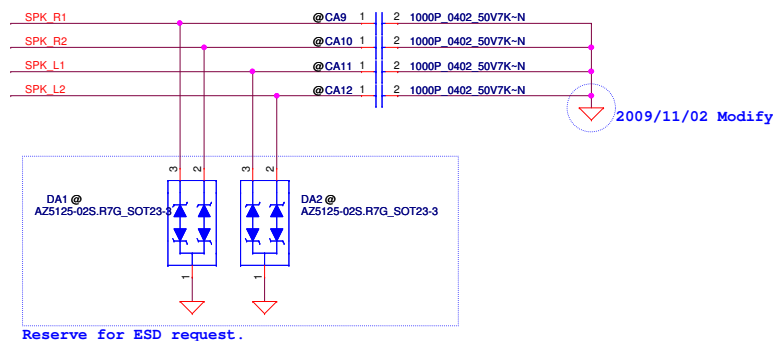 SPK_R1 @CA9 1 2 1000P_0402_50V7K~N
SPK_R2 @CA10 1 2 1000P_0402_50V7K~N
SPK_L1 @CA11 1 2 1000P_0402_50V7K~N
SPK_L2 @CA12 1 2 1000P_0402_50V7K~N
2009/11/02 Modify
3 2 3 2
DA1 @ DA2 @
AZ5125-02S.R7G_SOT23-3 AZ5125-02S.R7G_SOT23-3
1 1
Reserve for ESD request.